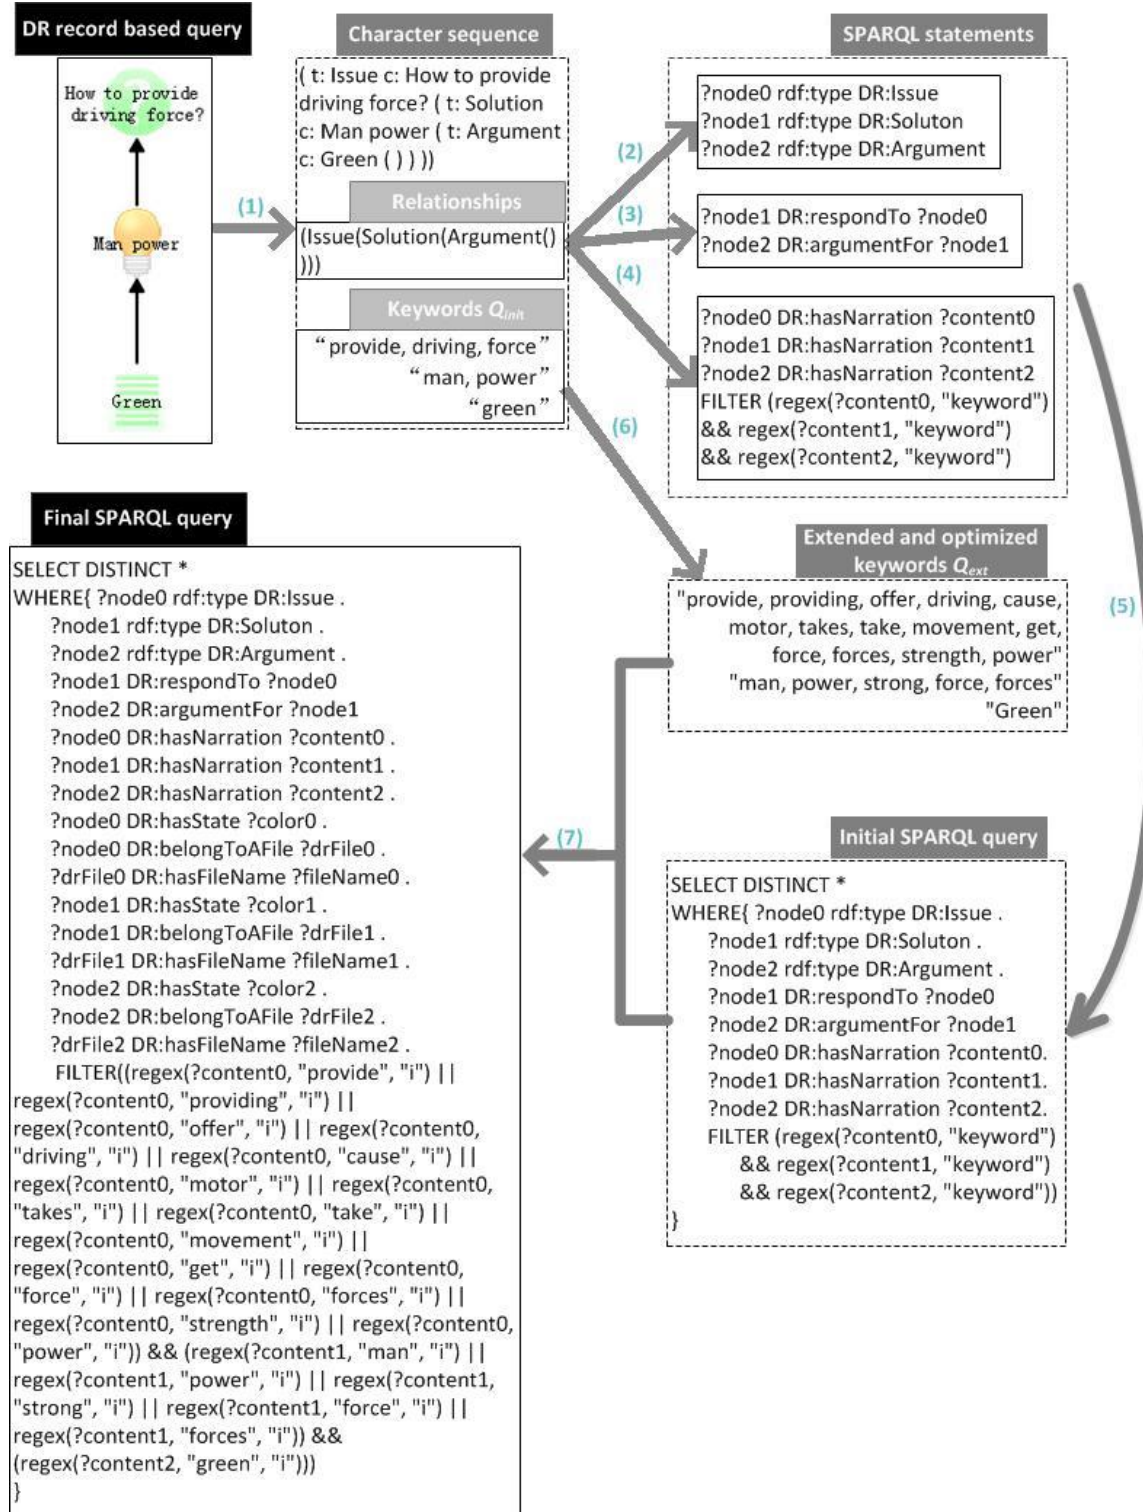 DR record based query
How to provide
driving force?
Man power
Green
(1)
Character sequence
( t: Issue c: How to provide
driving force? ( t: Solution
c: Man power ( t: Argument
c: Green ( ) ) ))
Relationships
(Issue(Solution(Argument()
)))
Keywords Qinit
“ provide, driving, force”
“ man, power”
“ green”
(2)
(3)
(4)
(6)
SPARQL statements
?node0 rdf:type DR:Issue
?node1 rdf:type DR:Soluton
?node2 rdf:type DR:Argument
?node1 DR:respondTo ?node0
?node2 DR:argumentFor ?node1
?node0 DR:hasNarration ?content0
?node1 DR:hasNarration ?content1
?node2 DR:hasNarration ?content2
FILTER (regex(?content0, "keyword")
&& regex(?content1, "keyword")
&& regex(?content2, "keyword")
(5)
Extended and optimized
keywords Qext
"provide, providing, offer, driving, cause,
motor, takes, take, movement, get,
force, forces, strength, power"
"man, power, strong, force, forces"
"Green"
Initial SPARQL query
SELECT DISTINCT *
WHERE{ ?node0 rdf:type DR:Issue .
?node1 rdf:type DR:Soluton .
?node2 rdf:type DR:Argument .
?node1 DR:respondTo ?node0
?node2 DR:argumentFor ?node1
?node0 DR:hasNarration ?content0.
?node1 DR:hasNarration ?content1.
?node2 DR:hasNarration ?content2.
FILTER (regex(?content0, "keyword")
&& regex(?content1, "keyword")
&& regex(?content2, "keyword"))
}
(7)
Final SPARQL query
SELECT DISTINCT *
WHERE{ ?node0 rdf:type DR:Issue .
?node1 rdf:type DR:Soluton .
?node2 rdf:type DR:Argument .
?node1 DR:respondTo ?node0
?node2 DR:argumentFor ?node1
?node0 DR:hasNarration ?content0 .
?node1 DR:hasNarration ?content1 .
?node2 DR:hasNarration ?content2 .
?node0 DR:hasState ?color0 .
?node0 DR:belongToAFile ?drFile0 .
?drFile0 DR:hasFileName ?fileName0 .
?node1 DR:hasState ?color1 .
?node1 DR:belongToAFile ?drFile1 .
?drFile1 DR:hasFileName ?fileName1 .
?node2 DR:hasState ?color2 .
?node2 DR:belongToAFile ?drFile2 .
?drFile2 DR:hasFileName ?fileName2 .
FILTER((regex(?content0, "provide", "i") ||
regex(?content0, "providing", "i") ||
regex(?content0, "offer", "i") || regex(?content0,
"driving", "i") || regex(?content0, "cause", "i") ||
regex(?content0, "motor", "i") || regex(?content0,
"takes", "i") || regex(?content0, "take", "i") ||
regex(?content0, "movement", "i") ||
regex(?content0, "get", "i") || regex(?content0,
"force", "i") || regex(?content0, "forces", "i") ||
regex(?content0, "strength", "i") || regex(?content0,
"power", "i")) && (regex(?content1, "man", "i") ||
regex(?content1, "power", "i") || regex(?content1,
"strong", "i") || regex(?content1, "force", "i") ||
regex(?content1, "forces", "i")) &&
(regex(?content2, "green", "i")))
}